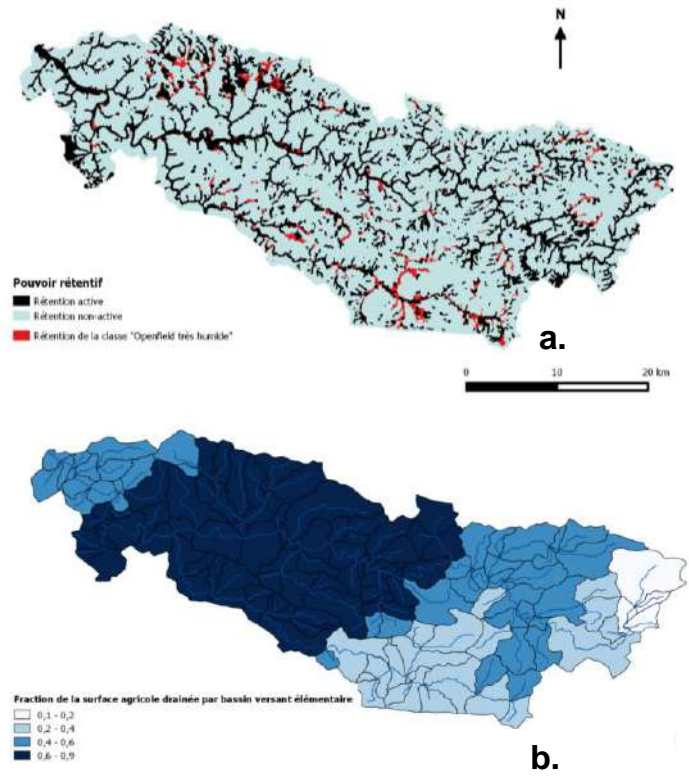 N
Pouvoir rétentif
Rétention active
Rétention non-active
Rétention de la classe "Openfield très humide"
a.
0 10 20 km
Fraction de la surface agricole drainée par bassin versant élémentaire
0,1 - 0,2
0,2 - 0,4
0,4 - 0,6
0,6 - 0,9
b.